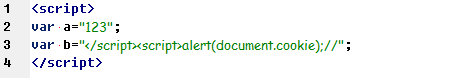 1 <script>
2 var a="123";
3 var b="</script><script>alert(document.cookie);//";
4 </script>